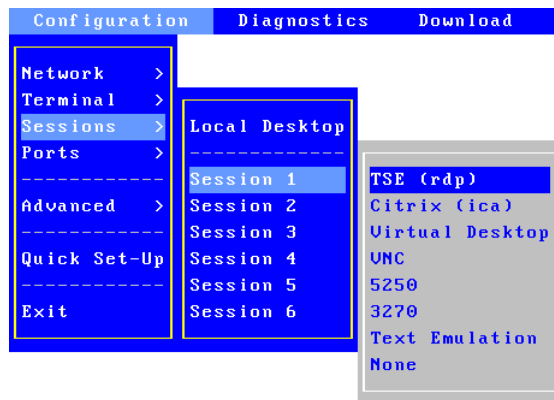 Configuration Diagnostics Download
Network >
Terminal >
Sessions >
Ports >
-------------
Advanced >
-------------
Quick Set-Up
-------------
Exit
Local Desktop
-------------
Session 1
Session 2
Session 3
Session 4
Session 5
Session 6
TSE (rdp)
Citrix (ica)
Virtual Desktop
VNC
5250
3270
Text Emulation
None